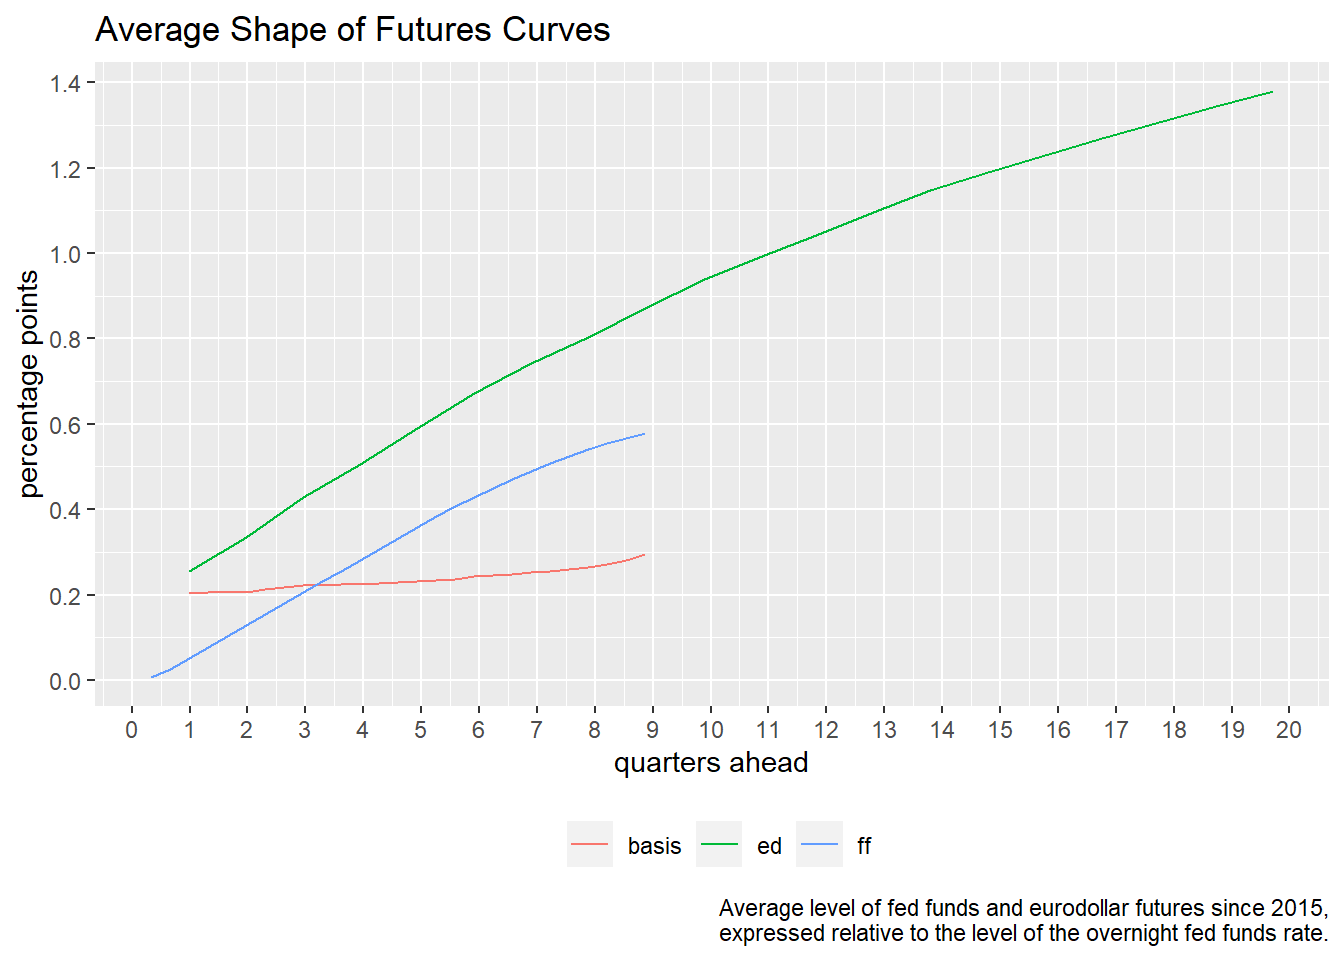 Average Shape of Futures Curves
percentage points
1.4
1.2
1.0
0.8
0.6
0.4
0.2
0.0
0 1 2 3 4 5 6 7 8 9 10 11 12 13 14 15 16 17 18 19 20
quarters ahead
basis ed ff
Average level of fed funds and eurodollar futures since 2015,
expressed relative to the level of the overnight fed funds rate.